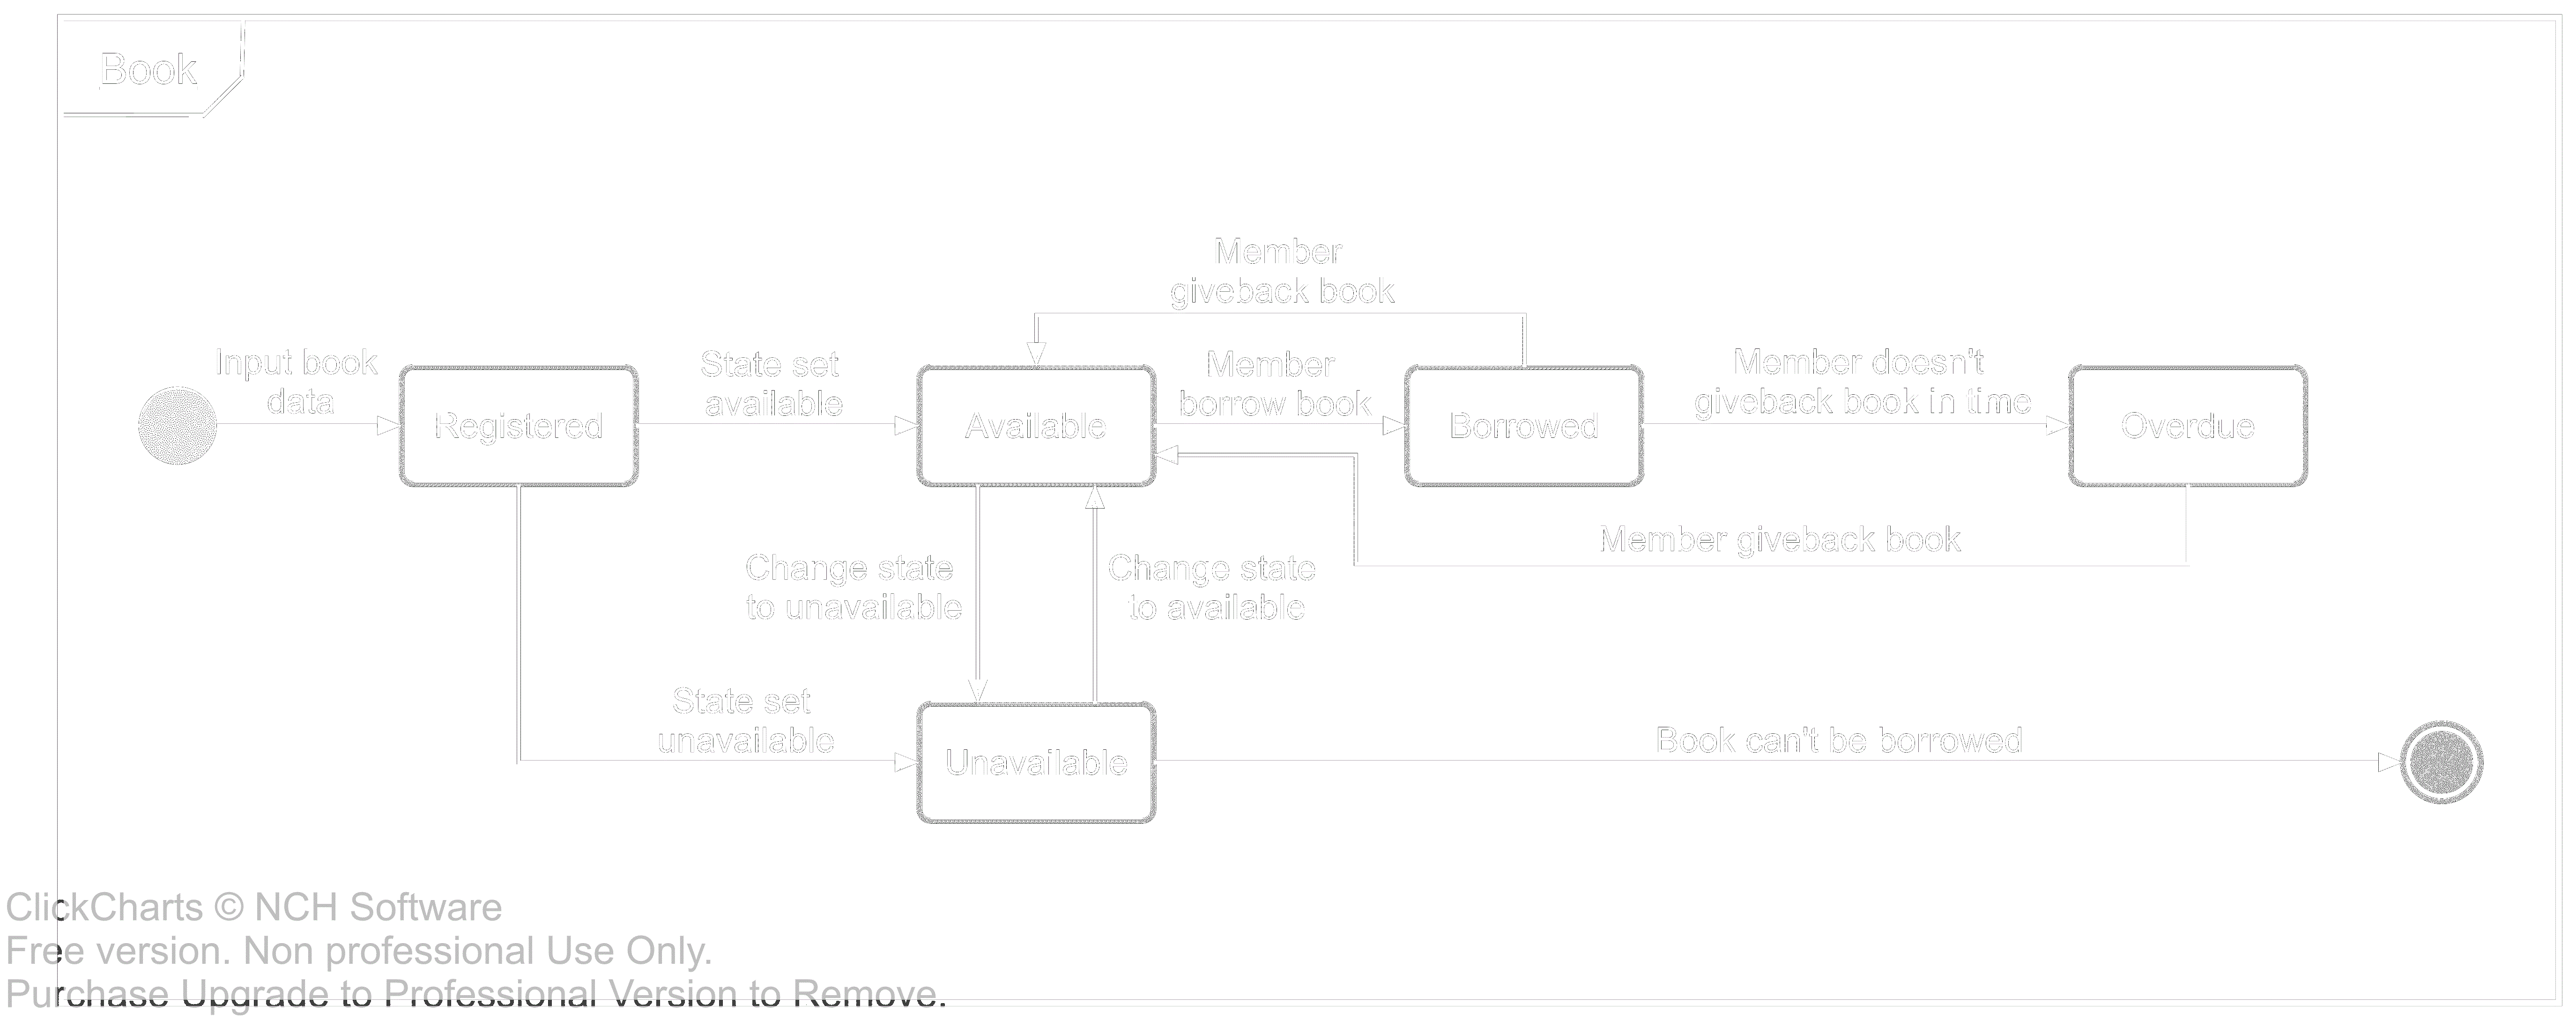 Book
Member
giveback book
Input book
data
State set
available
Member
borrow book
Member doesn't
giveback book in time
Registered
Available
Borrowed
Overdue
Member giveback book
Change state
to unavailable
Change state
to available
State set
unavailable
Unavailable
Book can't be borrowed
ClickCharts © NCH Software
Free version. Non professional Use Only.
Purchase Upgrade to Professional Version to Remove.